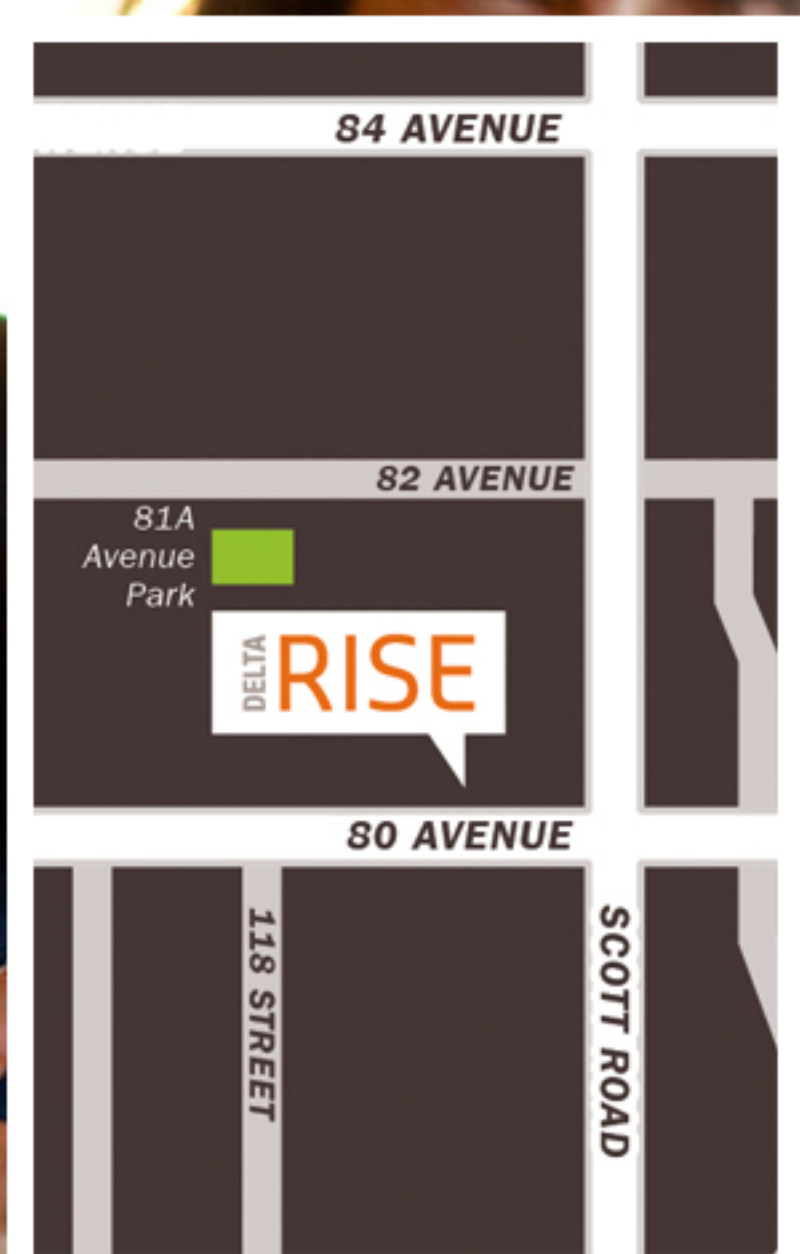 84 AVENUE
82 AVENUE
81A
Avenue
Park
DELTA
RISE
80 AVENUE
118 STREET
SCOTT ROAD